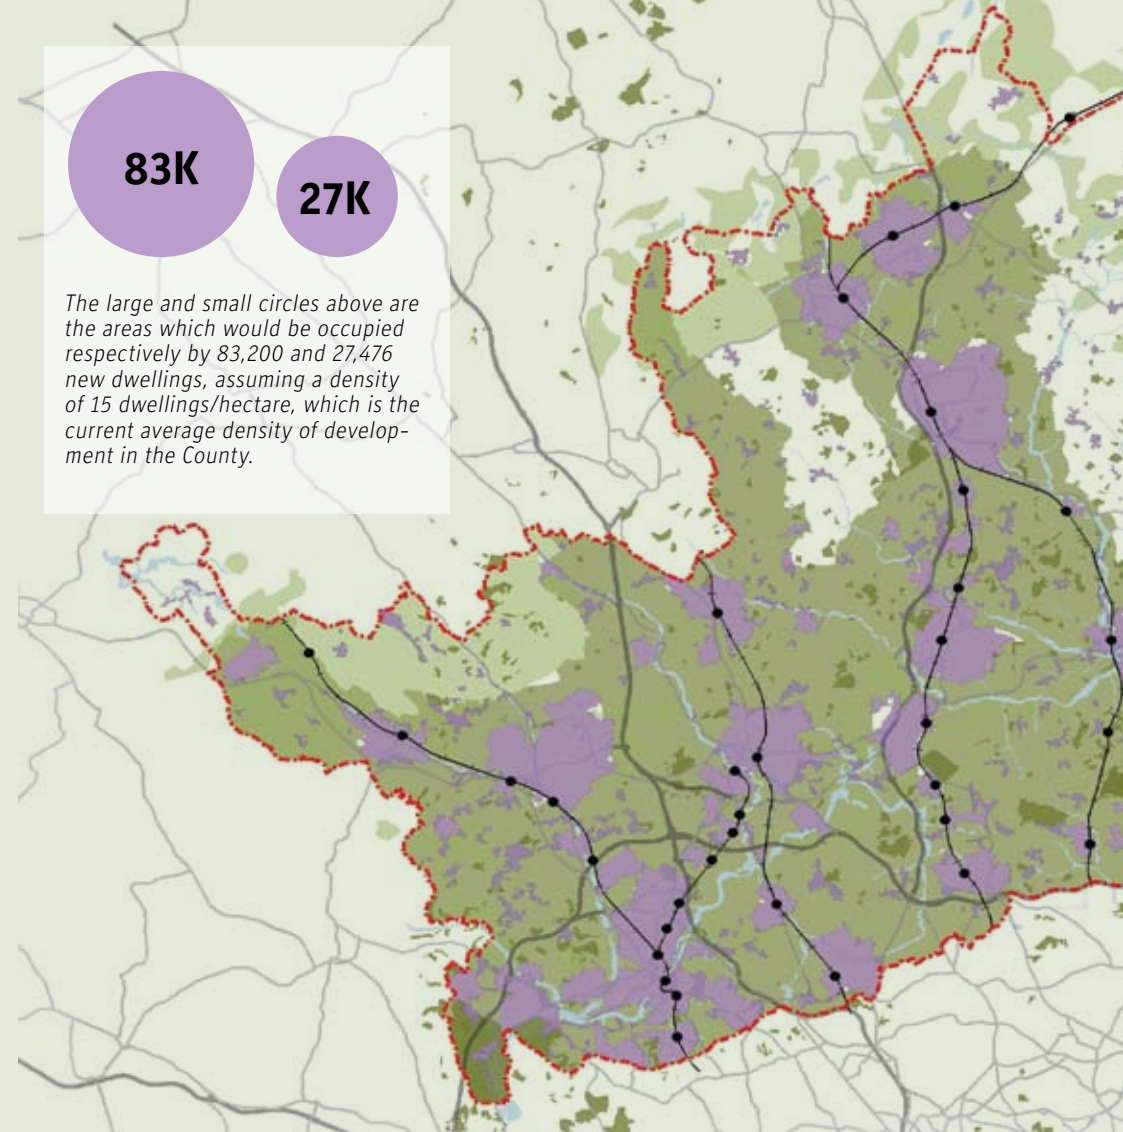 83K
27K
The large and small circles above are
the areas which would be occupied
respectively by 83,200 and 27,476
new dwellings, assuming a density
of 15 dwellings/hectare, which is the
current average density of develop-
ment in the County.